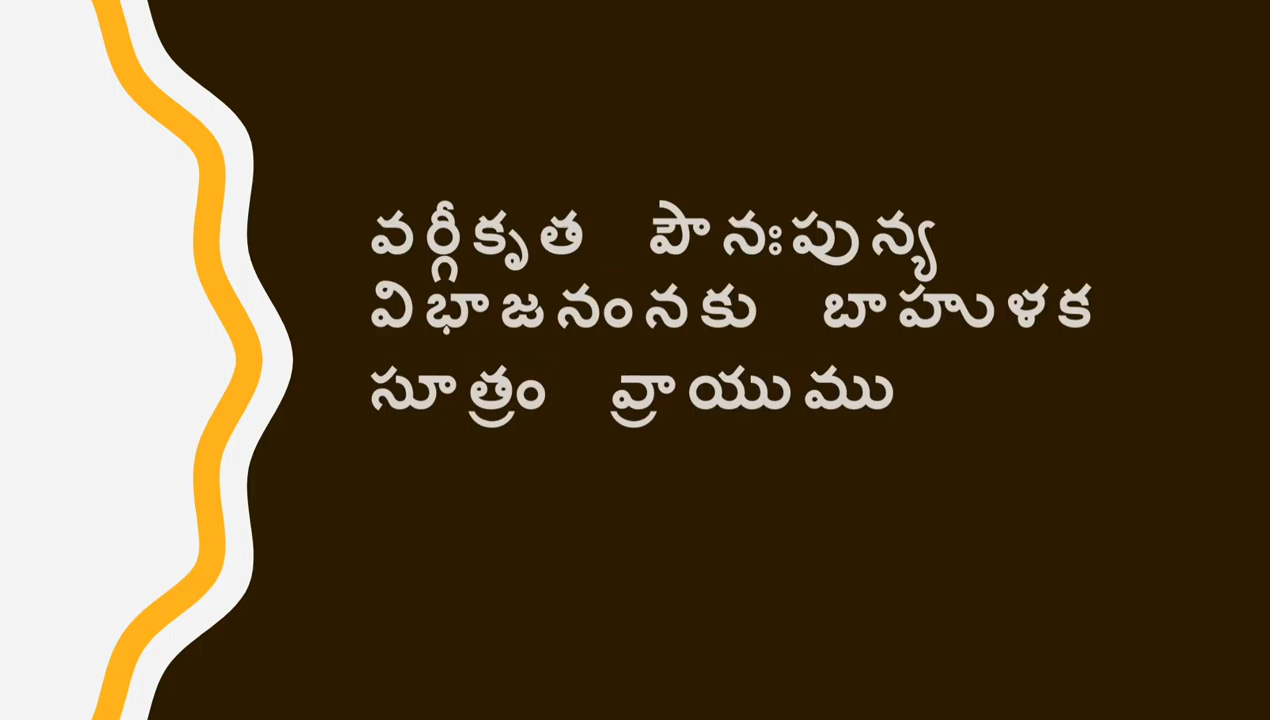 వర్గీకృత పౌనఃపున్య
విభాజనంనకు బాహుళక
సూత్రం వ్రాయుము